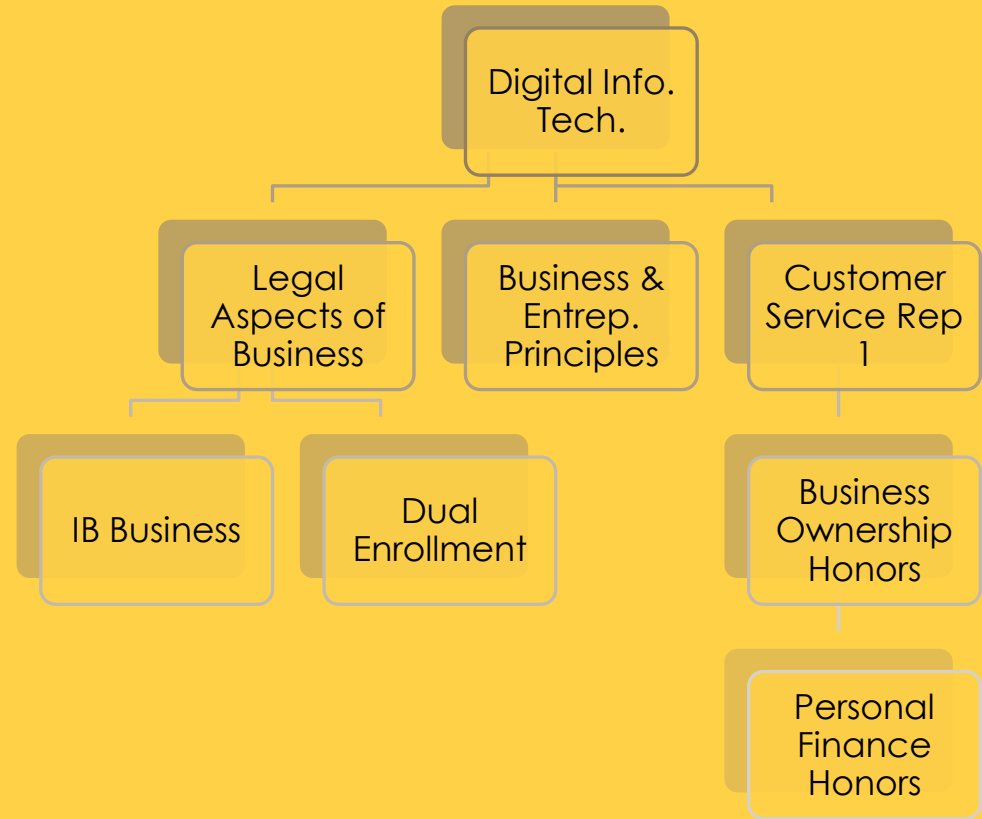 Digital Info.
Tech.
Legal
Aspects of
Business
Business &
Entrep.
Principles
Customer
Service Rep
1
IB Business
Dual
Enrollment
Business
Ownership
Honors
Personal
Finance
Honors